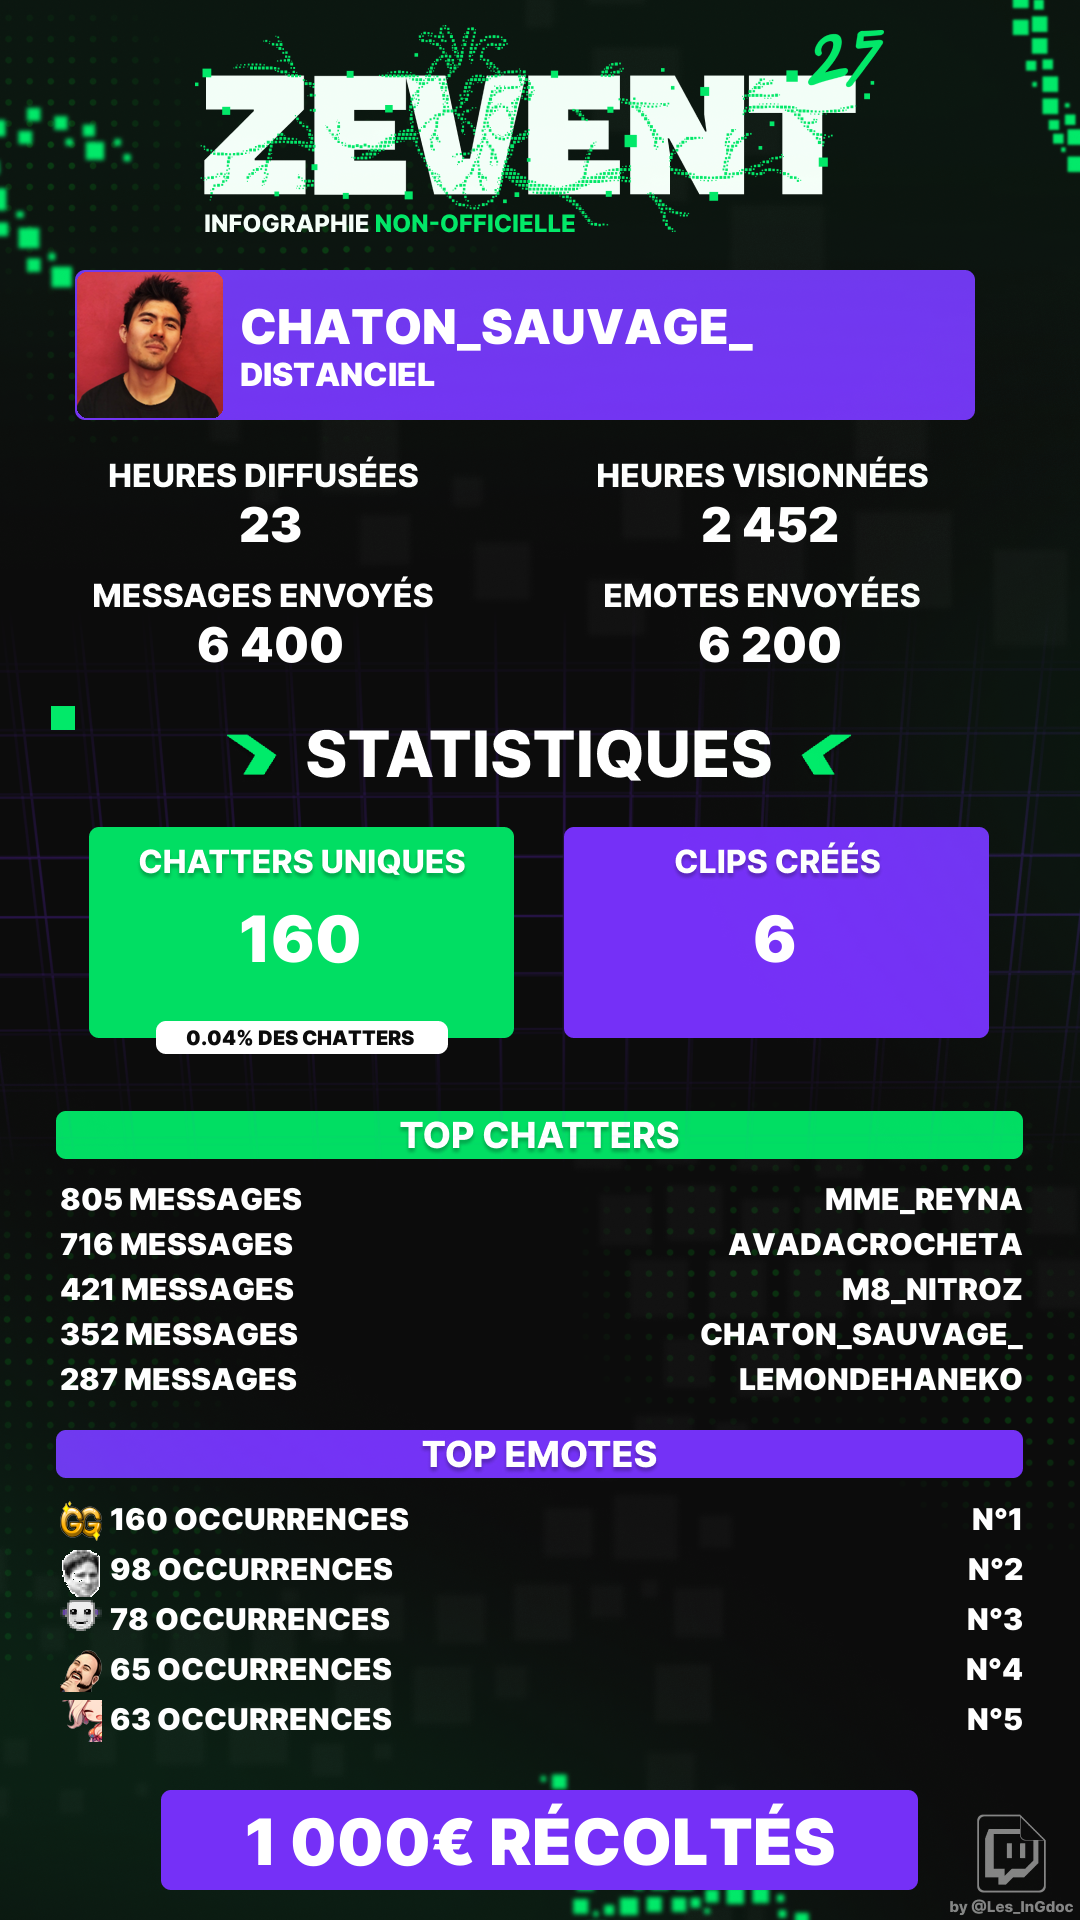 ZEVENT 25
INFOGRAPHIE NON-OFFICIELLE
CHATON_SAUVAGE_
DISTANCIEL
HEURES DIFFUSÉES
23
HEURES VISIONNÉES
2 452
MESSAGES ENVOYÉS
6 400
EMOTES ENVOYÉES
6 200
STATISTIQUES
CHATTERS UNIQUES
160
0.04% DES CHATTERS
CLIPS CRÉÉS
6
TOP CHATTERS
805 MESSAGES MME_REYNA
716 MESSAGES AVADACROCHETA
421 MESSAGES M8_NITROZ
352 MESSAGES CHATON_SAUVAGE_
287 MESSAGES LEMONDEHANEKO
TOP EMOTES
GG 160 OCCURRENCES N°1
98 OCCURRENCES N°2
78 OCCURRENCES N°3
65 OCCURRENCES N°4
63 OCCURRENCES N°5
1 000€ RÉCOLTÉS
by @Les_InGdoc